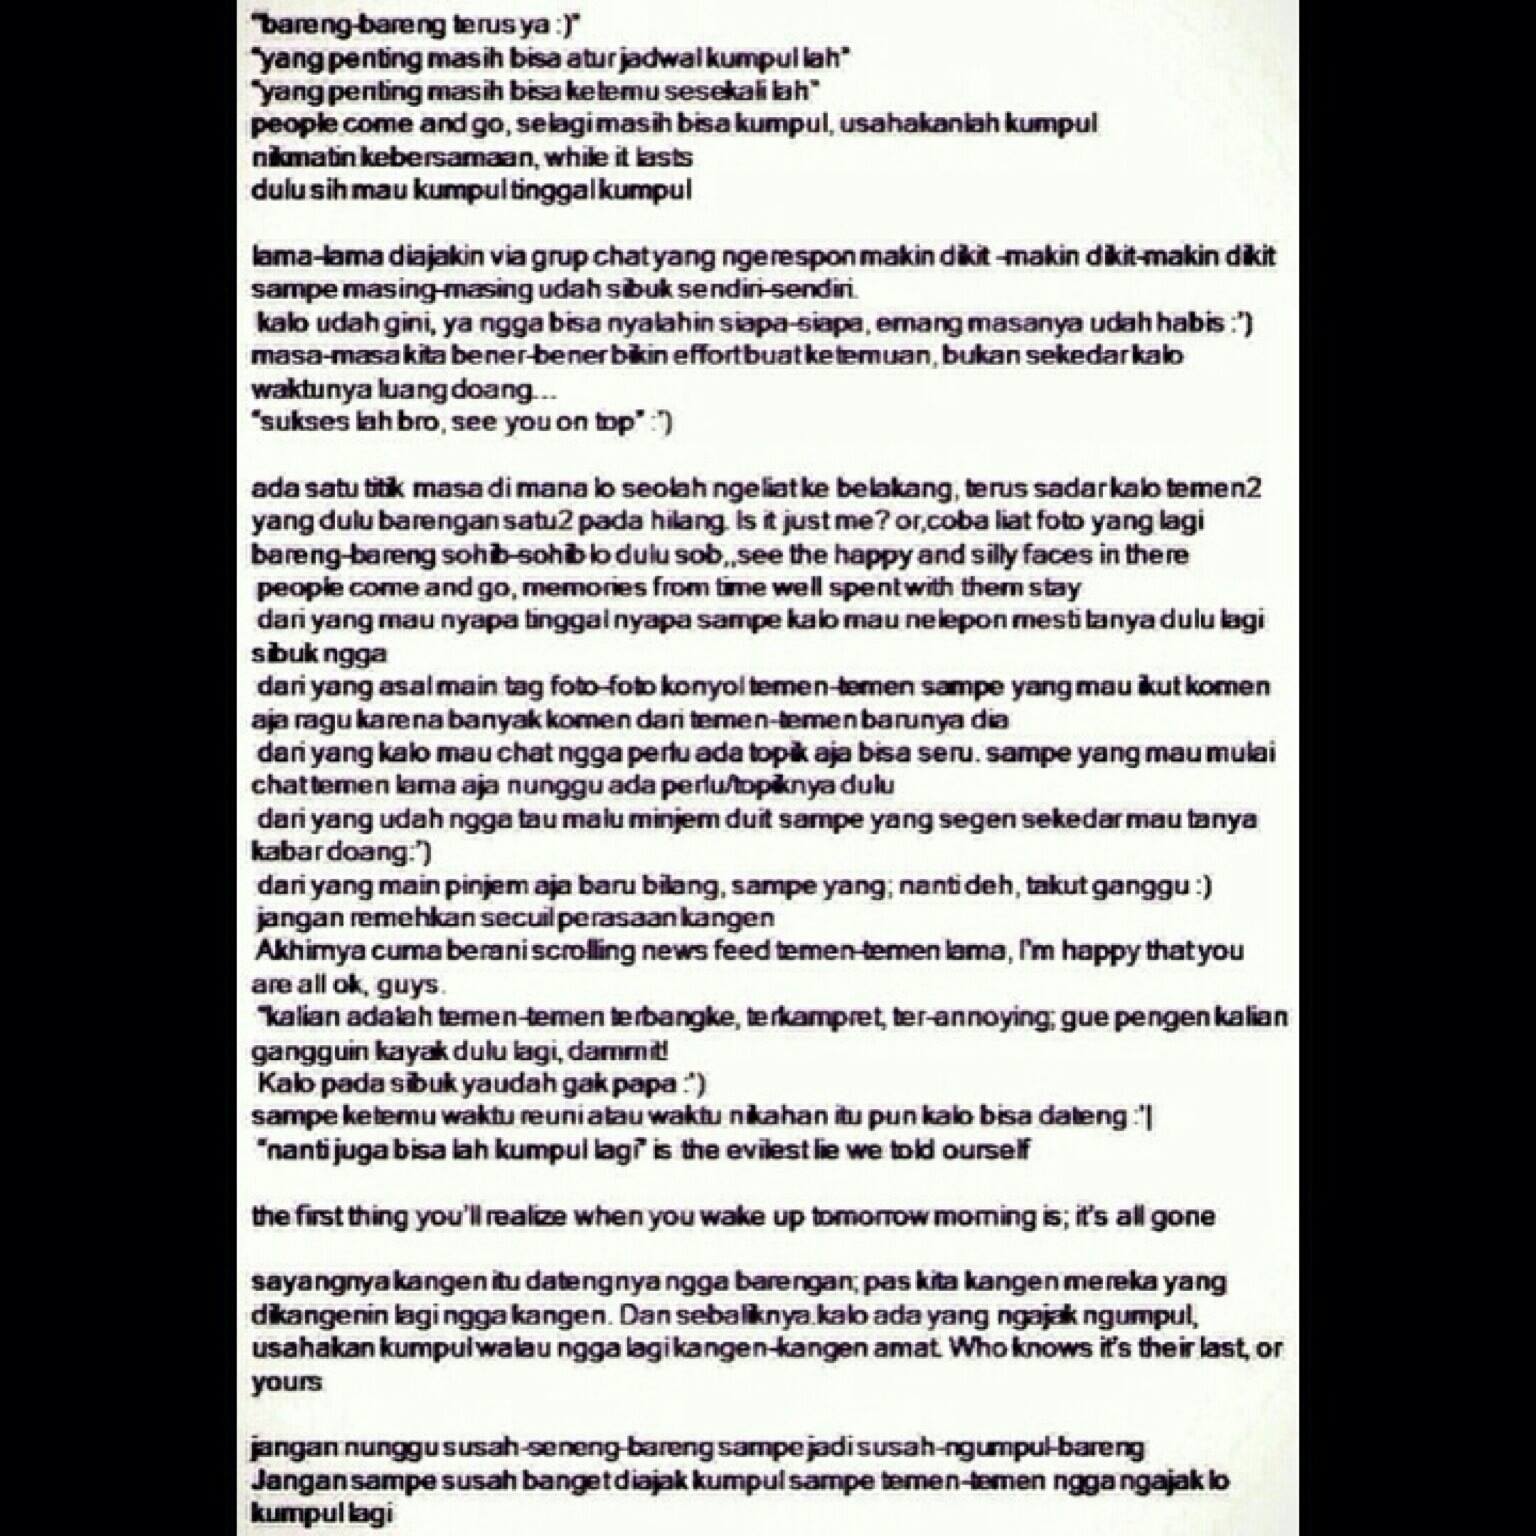 "bareng-bareng terus ya :)"
"yang penting masih bisa atur jadwal kumpul lah"
"yang penting masih bisa ketemu sesekali lah"
people come and go, selagi masih bisa kumpul, usahakanlah kumpul
nikmatin kebersamaan, while it lasts
dulu sih mau kumpul tinggal kumpul
lama-lama diajakin via grup chat yang ngerespon makin dikit -makin dikit-makin dikit
sampe masing-masing udah sibuk sendiri-sendiri.
kalo udah gini, ya ngga bisa nyalahin siapa-siapa, emang masanya udah habis :')
masa-masa kita bener-bener bikin effort buat ketemuan, bukan sekedar kalo
waktunya luang doang...
"sukses lah bro, see you on top" :')
ada satu titik masa di mana lo seolah ngeliat ke belakang, terus sadar kalo temen2
yang dulu barengan satu2 pada hilang. Is it just me? or,coba liat foto yang lagi
bareng-bareng sohib-sohib lo dulu sob,,see the happy and silly faces in there
people come and go, memories from time well spent with them stay
dari yang mau nyapa tinggal nyapa sampe kalo mau nelepon mesti tanya dulu lagi
sibuk ngga
dari yang asal main tag foto-foto konyol temen-temen sampe yang mau ikut komen
aja ragu karena banyak komen dari temen-temen barunya dia
dari yang kalo mau chat ngga perlu ada topik aja bisa seru. sampe yang mau mulai
chat temen lama aja nunggu ada perlu/topiknya dulu
dari yang udah ngga tau malu minjem duit sampe yang segen sekedar mau tanya
kabar doang:')
dari yang main pinjem aja baru bilang, sampe yang; nanti deh, takut ganggu :)
jangan remehkan secuil perasaan kangen
Akhirnya cuma berani scrolling news feed temen-temen lama, I'm happy that you
are all ok, guys.
"kalian adalah temen-temen terbangke, terkampret, ter-annoying; gue pengen kalian
gangguin kayak dulu lagi, dammit!
Kalo pada sibuk yaudah gak papa :')
sampe ketemu waktu reuni atau waktu nikahan itu pun kalo bisa dateng :'|
"nanti juga bisa lah kumpul lagi" is the evilest lie we told ourself
the first thing you'll realize when you wake up tomorrow morning is; it's all gone
sayangnya kangen itu datengnya ngga barengan; pas kita kangen mereka yang
dikangenin lagi ngga kangen. Dan sebaliknya.kalo ada yang ngajak ngumpul,
usahakan kumpul walau ngga lagi kangen-kangen amat. Who knows it's their last, or
yours
jangan nunggu susah-seneng-bareng sampe jadi susah-ngumpul-bareng
Jangan sampe susah banget diajak kumpul sampe temen-temen ngga ngajak lo
kumpul lagi